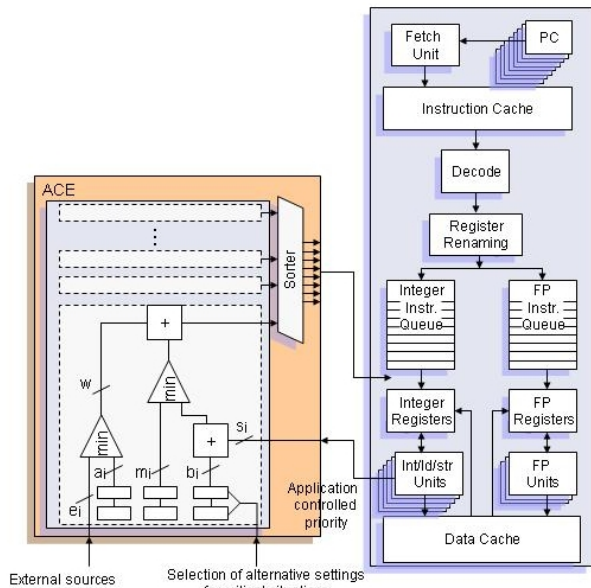 Fetch
Unit
PC
Instruction Cache
Decode
Register
Renaming
Integer
Instr.
Queue
FP
Instr.
Queue
Integer
Registers
FP
Registers
Int/ld/str
Units
FP
Units
Data Cache
ACE
Sorter
+
min
w
min
+
si
ai
mi
bi
ei
Application
controlled
priority
External sources
Selection of alternative settings